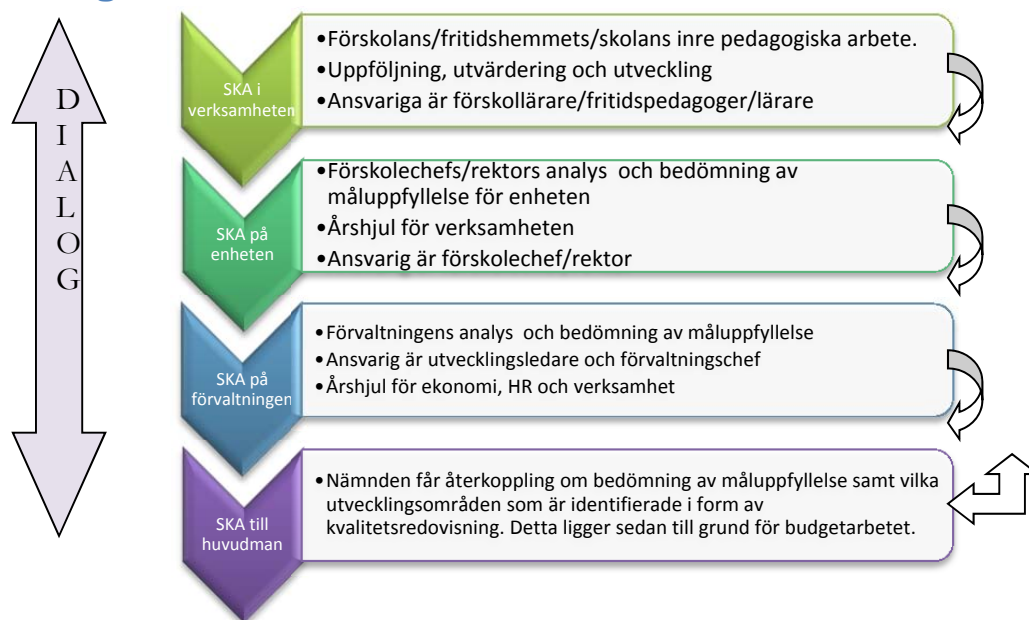 DIALOG
SKA i
verksamheten
•Förskolans/fritidshemmets/skolans inre pedagogiska arbete.
•Uppföljning, utvärdering och utveckling
•Ansvariga är förskollärare/fritidspedagoger/lärare
SKA på
enheten
•Förskolechefs/rektors analys och bedömning av
måluppfyllelse för enheten
•Årshjul för verksamheten
•Ansvarig är förskolechef/rektor
SKA på
förvaltningen
•Förvaltningens analys och bedömning av måluppfyllelse
•Ansvarig är utvecklingsledare och förvaltningschef
•Årshjul för ekonomi, HR och verksamhet
SKA till
huvudman
•Nämnden får återkoppling om bedömning av måluppfyllelse samt vilka
utvecklingsområden som är identifierade i form av
kvalitetsredovisning. Detta ligger sedan till grund för budgetarbetet.